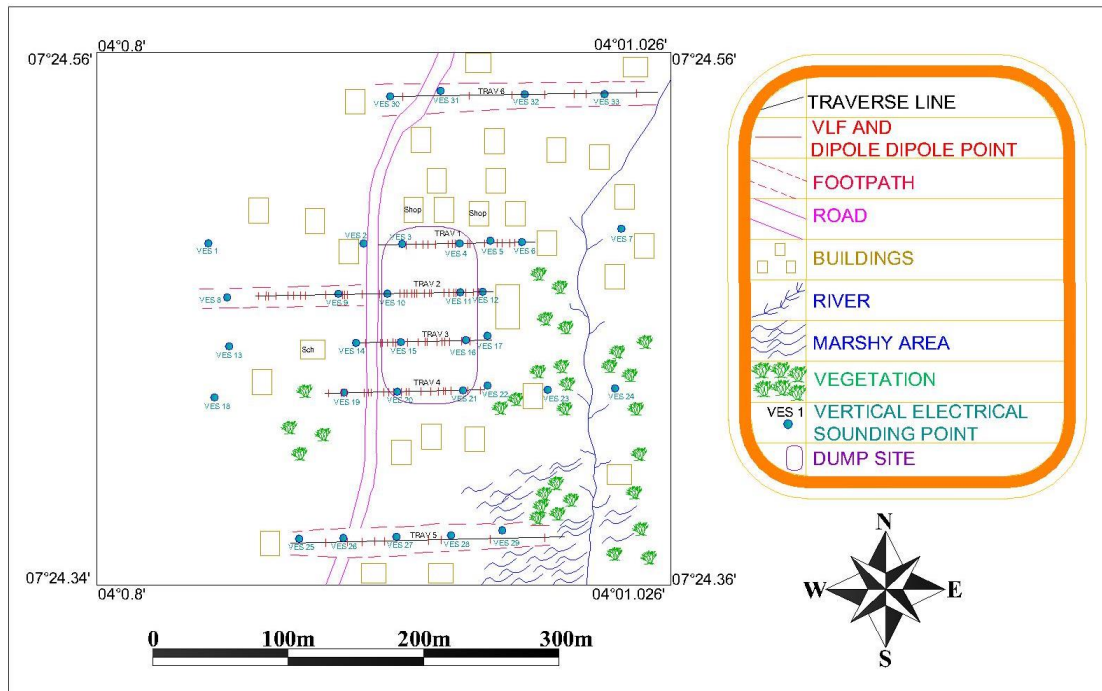 04°0.8'
04°01.026'
07°24.56'
07°24.56'
TRAV 6
VES 30
VES 31
VES 32
VES 33
Shop
Shop
VES 1
VES 2
VES 3
TRAV 1
VES 4
VES 5
VES 6
VES 7
VES 8
VES 9
TRAV 2
VES 10
VES 11
VES 12
VES 13
Sch
VES 14
VES 15
TRAV 3
VES 16
VES 17
VES 18
VES 19
TRAV 4
VES 20
VES 21
VES 22
VES 23
VES 24
VES 25
VES 26
TRAV 5
VES 27
VES 28
VES 29
07°24.34'
07°24.36'
04°0.8'
04°01.026'
0 100m 200m 300m
TRAVERSE LINE
VLF AND
DIPOLE DIPOLE POINT
FOOTPATH
ROAD
BUILDINGS
RIVER
MARSHY AREA
VEGETATION
VES 1
VERTICAL ELECTRICAL
SOUNDING POINT
DUMP SITE
N
W
E
S